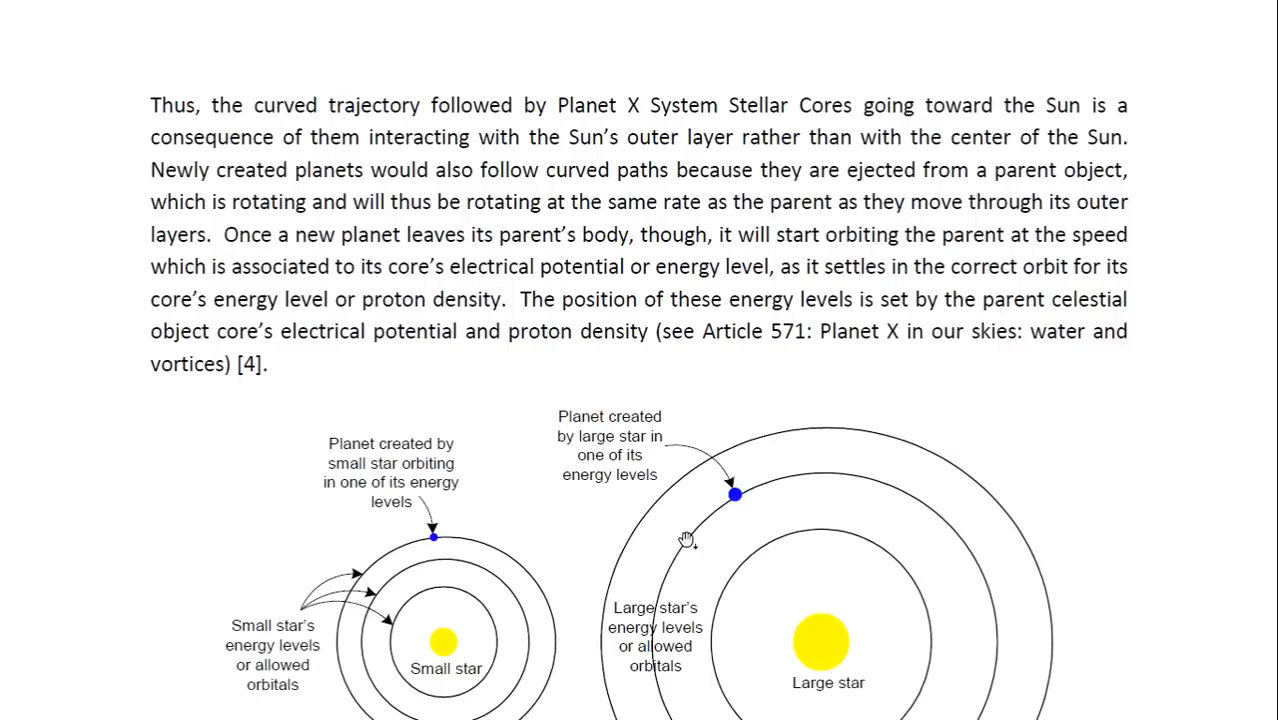 Thus, the curved trajectory followed by Planet X System Stellar Cores going toward the Sun is a
consequence of them interacting with the Sun’s outer layer rather than with the center of the Sun.
Newly created planets would also follow curved paths because they are ejected from a parent object,
which is rotating and will thus be rotating at the same rate as the parent as they move through its outer
layers.  Once a new planet leaves its parent’s body, though, it will start orbiting the parent at the speed
which is associated to its core’s electrical potential or energy level, as it settles in the correct orbit for its
core’s energy level or proton density.  The position of these energy levels is set by the parent celestial
object core’s electrical potential and proton density (see Article 571: Planet X in our skies: water and
vortices) [4].
Planet created by
small star orbiting
in one of its energy
levels
Planet created
by large star in
one of its
energy levels
Small star’s
energy levels
or allowed
orbitals
Small star
Large star’s
energy levels
or allowed
orbitals
Large star